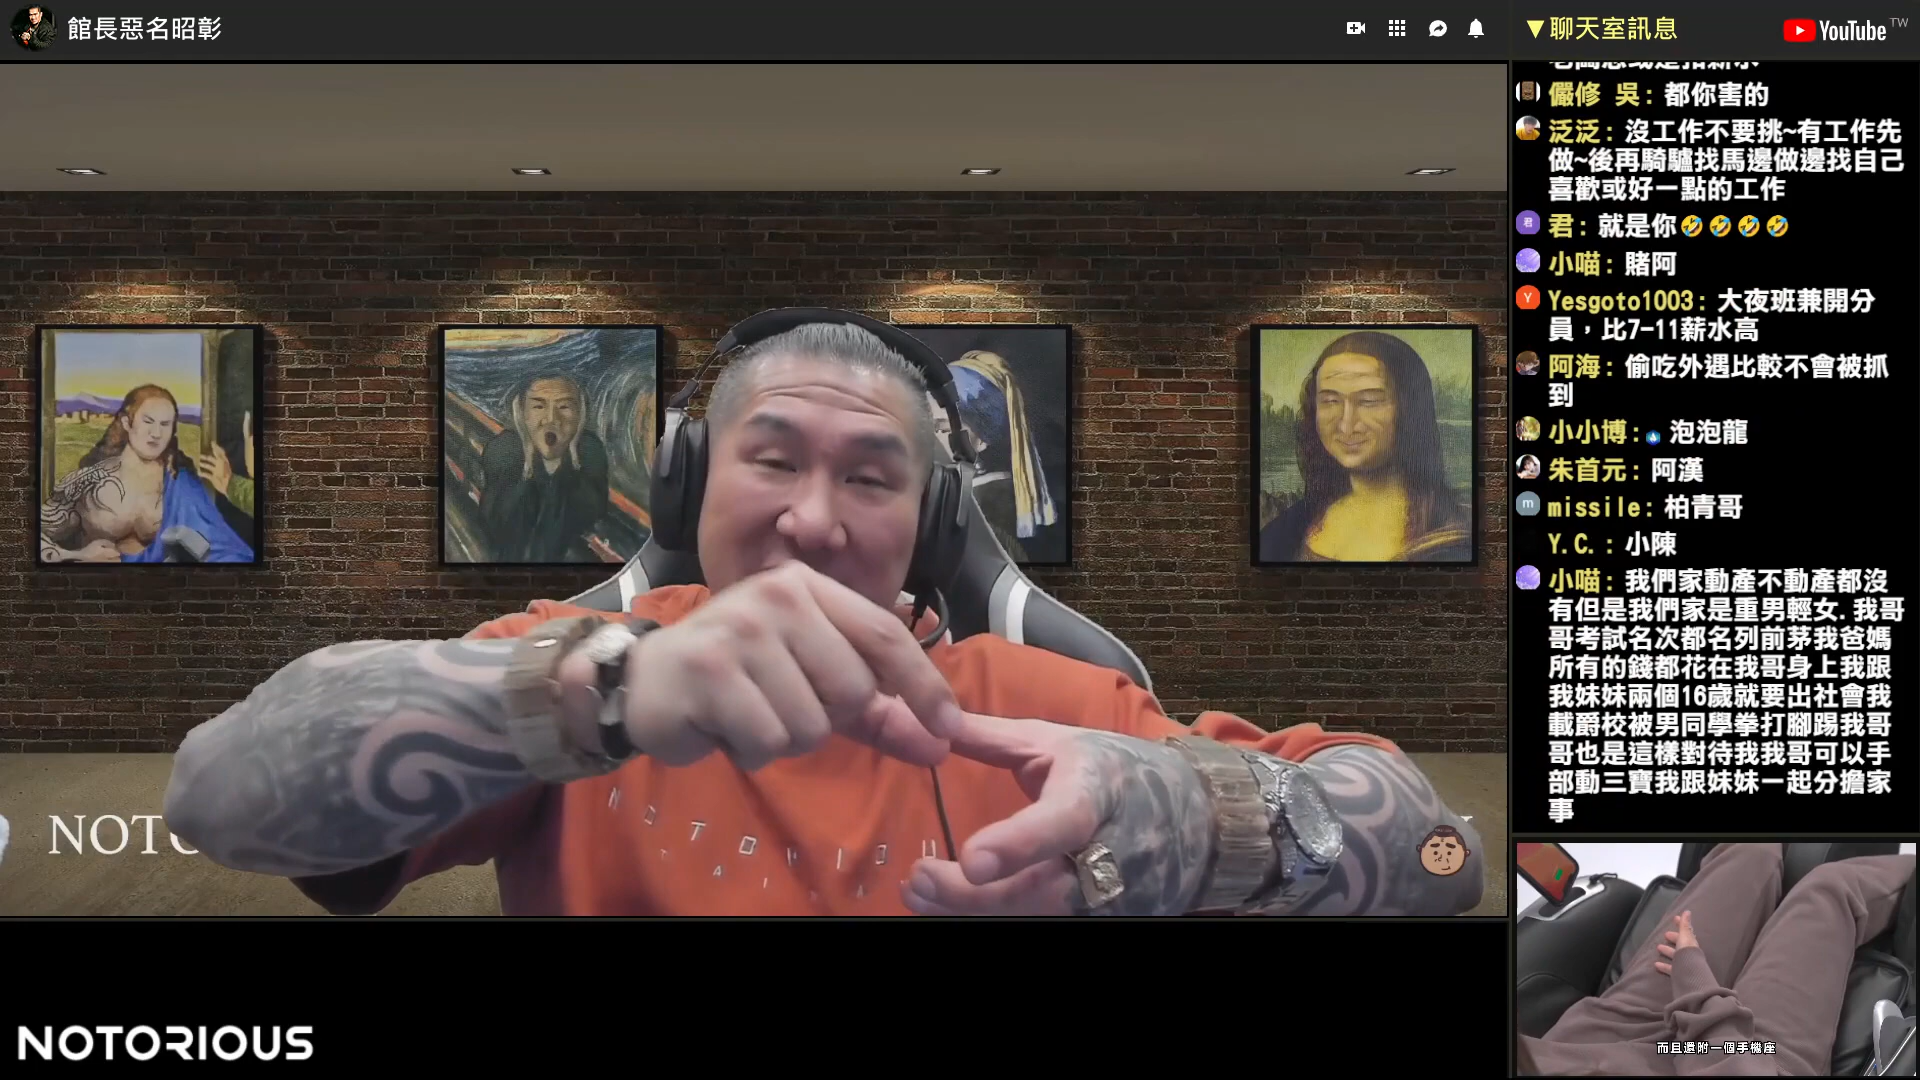 館長惡名昭彰
▼聊天室訊息
YouTube TW
儼修 吳: 都你害的
泛泛: 沒工作不要挑~有工作先
做~後再騎驢找馬邊做邊找自己
喜歡或好一點的工作
君: 就是你🤣🤣🤣🤣
小喵: 賭阿
Yesgoto1003: 大夜班兼開分
員，比7-11薪水高
阿海: 偷吃外遇比較不會被抓
到
小小博: 泡泡龍
朱首元: 阿漢
missile: 柏青哥
Y.C. : 小陳
小喵: 我們家動產不動產都沒
有但是我們家是重男輕女.我哥
哥考試名次都名列前茅我爸媽
所有的錢都花在我哥身上我跟
我妹妹兩個16歲就要出社會我
載爵校被男同學拳打腳踢我哥
哥也是這樣對待我我哥可以手
部動三寶我跟妹妹一起分擔家
事
NOTORIOU
NOTO
而且還附一個手機座
NOTORIOUS